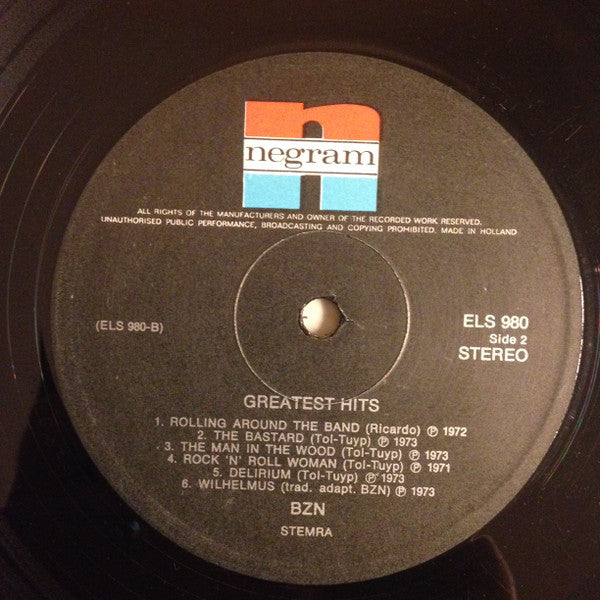 negram
ALL RIGHTS OF THE MANUFACTURERS AND OWNER OF THE RECORDED WORK RESERVED.
UNAUTHORISED PUBLIC PERFORMANCE, BROADCASTING AND COPYING PROHIBITED. MADE IN HOLLAND
(ELS 980-B)
ELS 980
Side 2
STEREO
GREATEST HITS
1. ROLLING AROUND THE BAND (Ricardo) ℗ 1972
2. THE BASTARD (Tol-Tuyp) ℗ 1973
3. THE MAN IN THE WOOD (Tol-Tuyp) ℗ 1973
4. ROCK 'N' ROLL WOMAN (Tol-Tuyp) ℗ 1971
5. DELIRIUM (Tol-Tuyp) ℗ 1973
6. WILHELMUS (trad. adapt. BZN) ℗ 1973
BZN
STEMRA